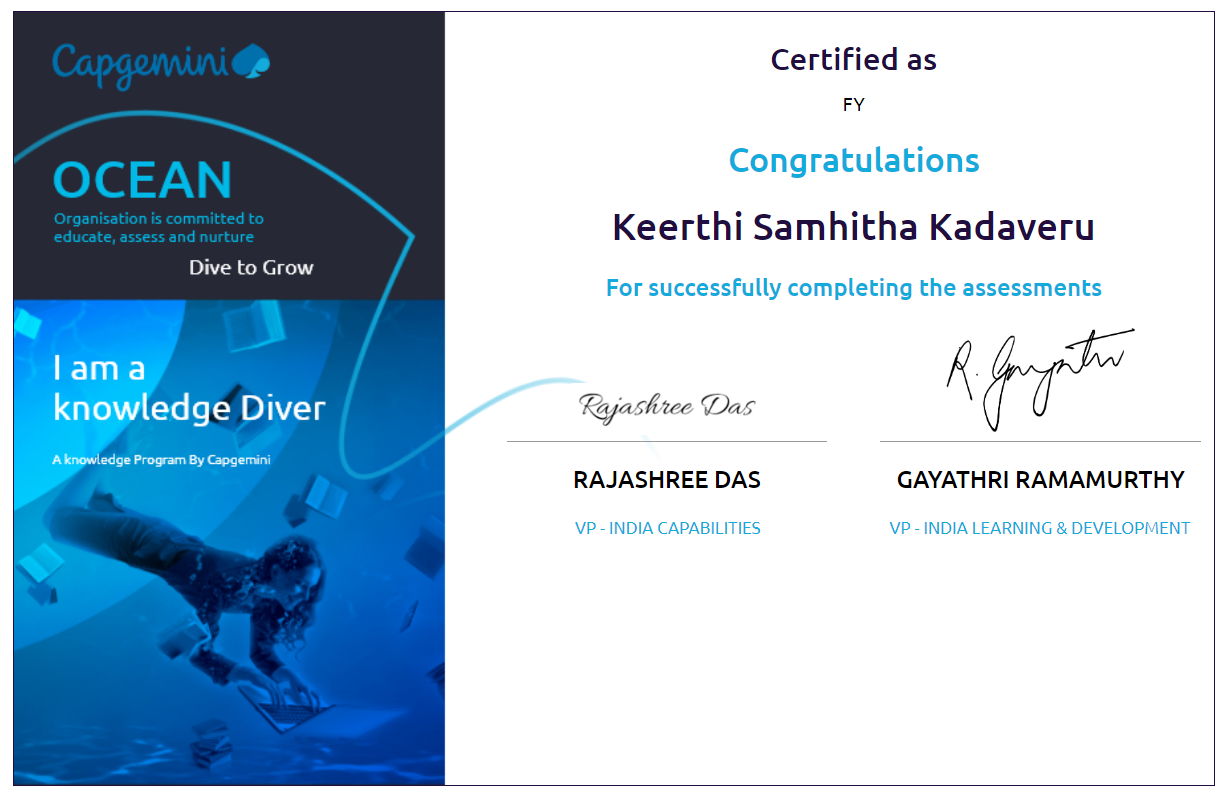 Capgemini
OCEAN
Organisation is committed to
educate, assess and nurture
Dive to Grow
I am a
knowledge Diver
A knowledge Program By Capgemini
Certified as
FY
Congratulations
Keerthi Samhitha Kadaveru
For successfully completing the assessments
Rajashree Das
R. Gayathri
RAJASHREE DAS
GAYATHRI RAMAMURTHY
VP - INDIA CAPABILITIES
VP - INDIA LEARNING & DEVELOPMENT